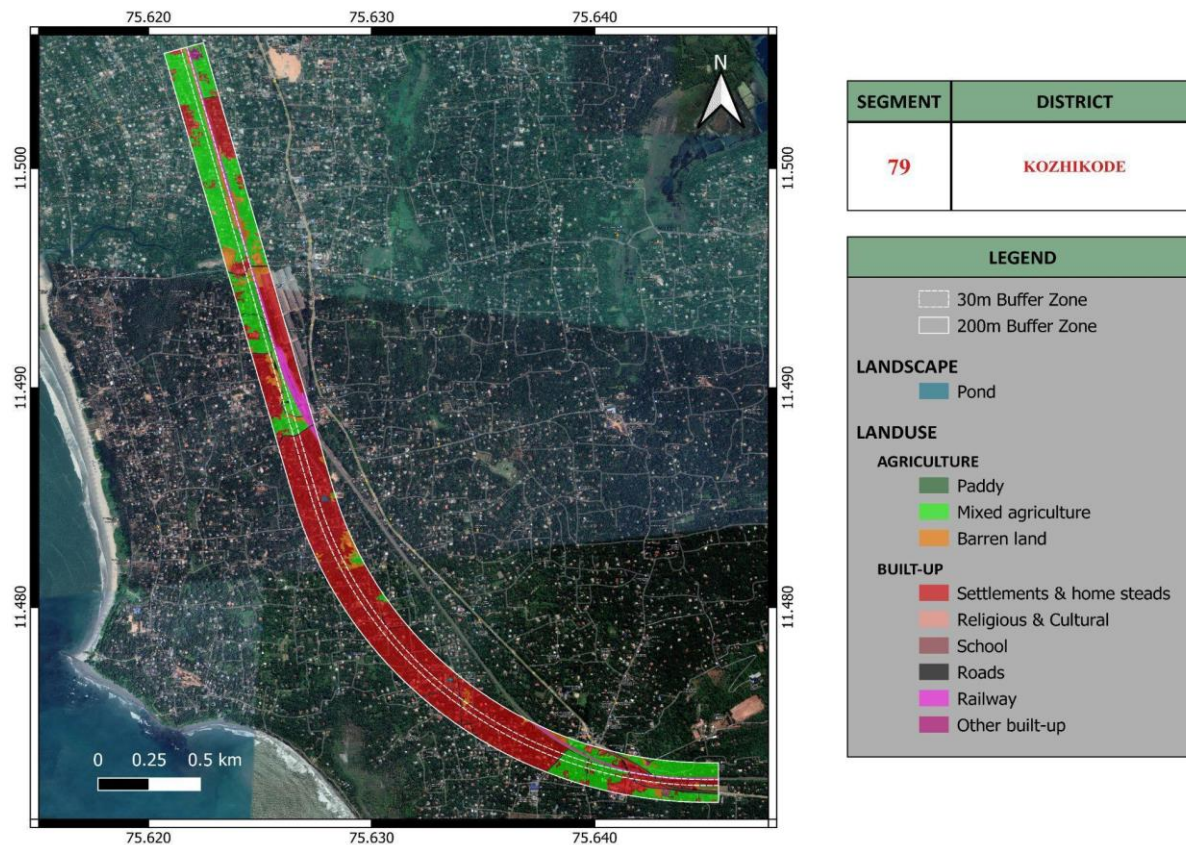 75.620 75.630 75.640
N
11.500 11.500
11.490 11.490
11.480 11.480
0 0.25 0.5 km
75.620 75.630 75.640
SEGMENT DISTRICT
79 KOZHIKODE
LEGEND
30m Buffer Zone
200m Buffer Zone
LANDSCAPE
Pond
LANDUSE
AGRICULTURE
Paddy
Mixed agriculture
Barren land
BUILT-UP
Settlements & home steads
Religious & Cultural
School
Roads
Railway
Other built-up